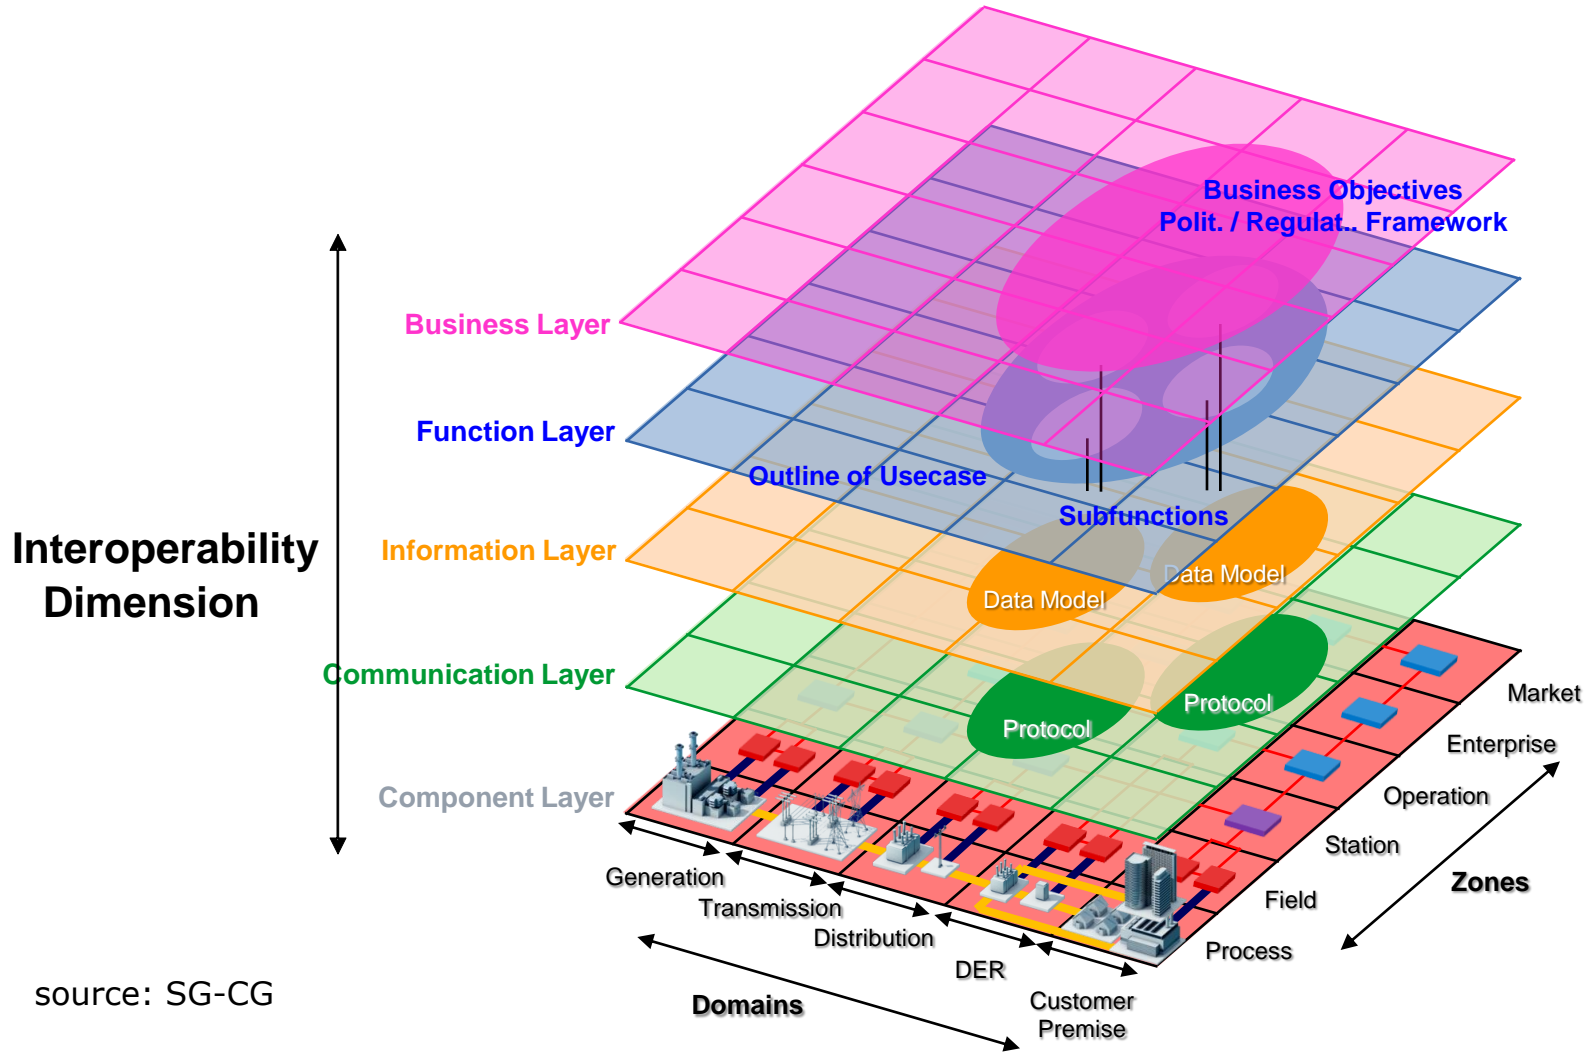 Business Objectives
Polit. / Regulat.. Framework
Business Layer
Function Layer
Outline of Usecase
Subfunctions
Interoperability
Dimension
Information Layer
Data Model
Data Model
Communication Layer
Protocol
Protocol
Component Layer
Market
Enterprise
Operation
Station
Field
Process
Zones
Generation
Transmission
Distribution
DER
Customer
Premise
Domains
source: SG-CG